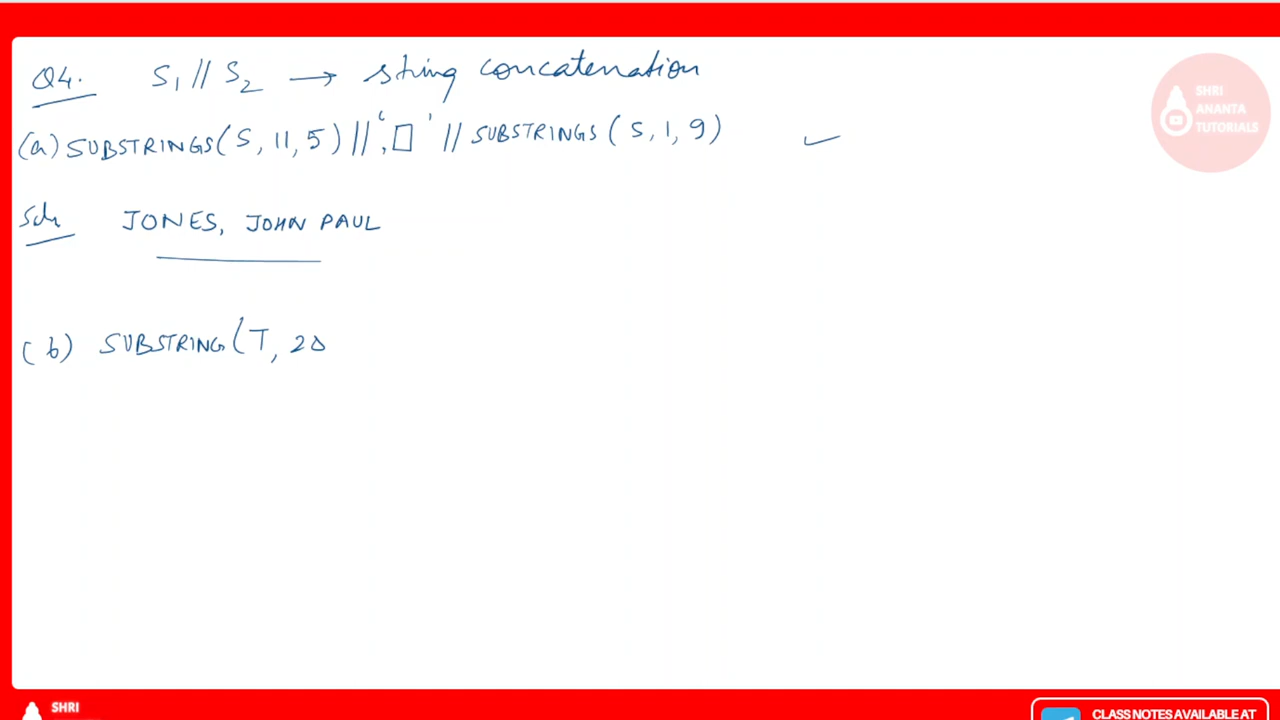 Q4. S1 // S2 → string concatenation
(a) SUBSTRINGS(S, 11, 5) // ',□' // SUBSTRINGS(S, 1, 9)
Soln JONES, JOHN PAUL
(b) SUBSTRING(T, 28
SHRI
ANANTA
TUTORIALS
SHRI
CLASS NOTES AVAILABLE AT